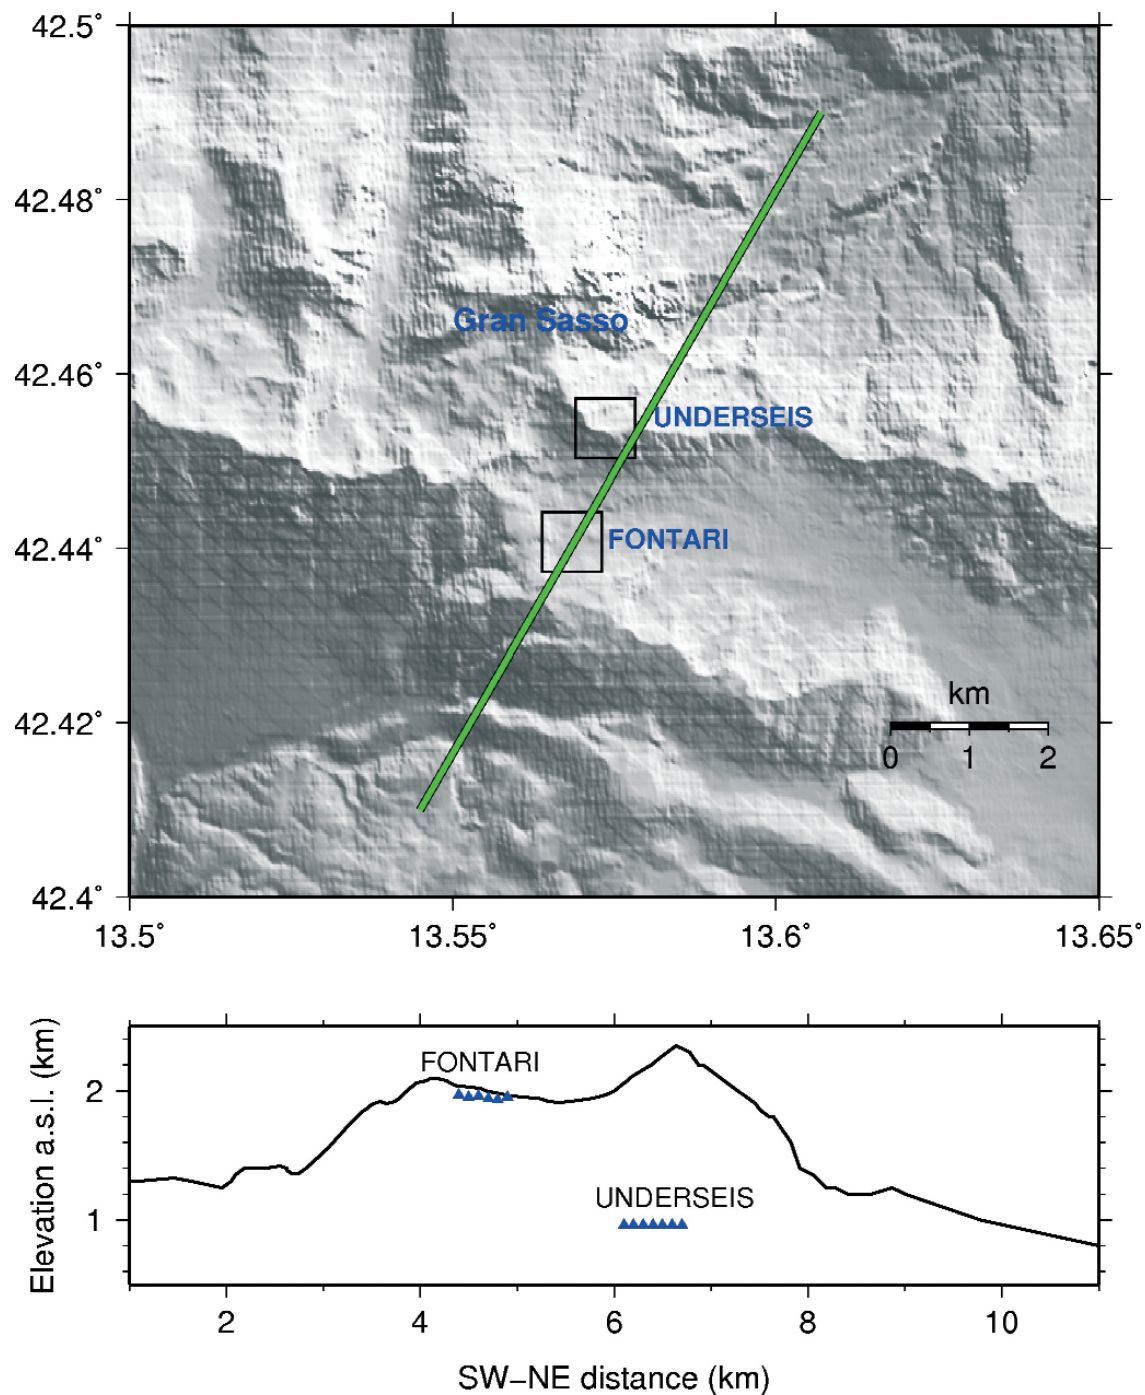 42.5˚
42.48˚
Gran Sasso
42.46˚
UNDERSEIS
FONTARI
42.44˚
km
42.42˚
0 1 2
42.4˚
13.5˚ 13.55˚ 13.6˚ 13.65˚
Elevation a.s.l. (km)
FONTARI
2
UNDERSEIS
1
2 4 6 8 10
SW–NE distance (km)